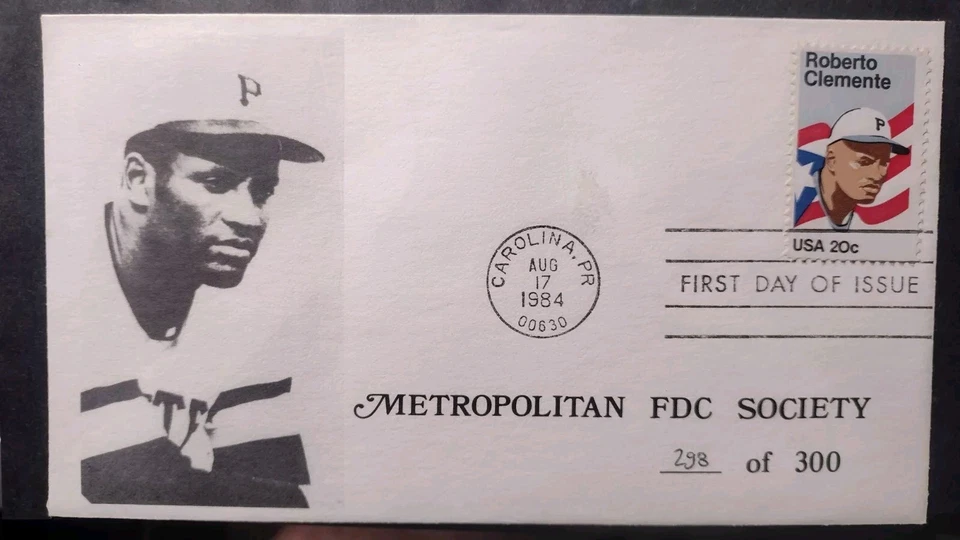 P
Roberto
Clemente
P
USA 20c
CAROLINA, PR
AUG
17
1984
00630
FIRST DAY OF ISSUE
METROPOLITAN FDC SOCIETY
298 of 300